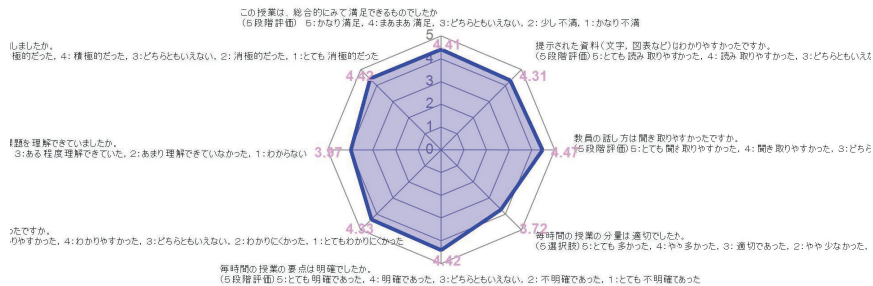 この授業は、総合的にみて満足できるものでしたか
(5段階評価) 5:かなり満足, 4:まあまあ満足, 3:どちらともいえない, 2:少し不満, 1:かなり不満
5
4.41
しましたか。
極的だった, 4: 積極的だった, 3:どちらともいえない, 2: 消極的だった, 1:とても 消極的だった
提示された資料(文字, 図表など)はわかりやすかったですか。
(5段階評価) 5:とても読み取りやすかった, 4: 読み取りやすかった, 3:どちらともいえな
4
4.43
4.31
3
2
課題を理解できていましたか。
3:ある程度理解できていた, 2:あまり理解できていなかった, 1:わからない
教員の話し方は聞き取りやすかったですか。
(5段階評価) 5:とても聞き取りやすかった, 4: 聞き取りやすかった, 3:どちら
1
3.97
0
4.47
ったですか。
りやすかった, 4:わかりやすかった, 3:どちらともいえない, 2:わかりにくかった, 1:とてもわかりにくかった
4.33
3.72
毎時間の授業の分量は適切でしたか。
(5選択肢) 5:とても多かった, 4:やや多かった, 3: 適切であった, 2:やや少なかった,
4.42
毎時間の授業の要点は明確でしたか。
(5段階評価) 5:とても明確であった, 4: 明確であった, 3:どちらともいえない, 2: 不明確であった, 1:とても不明確であった